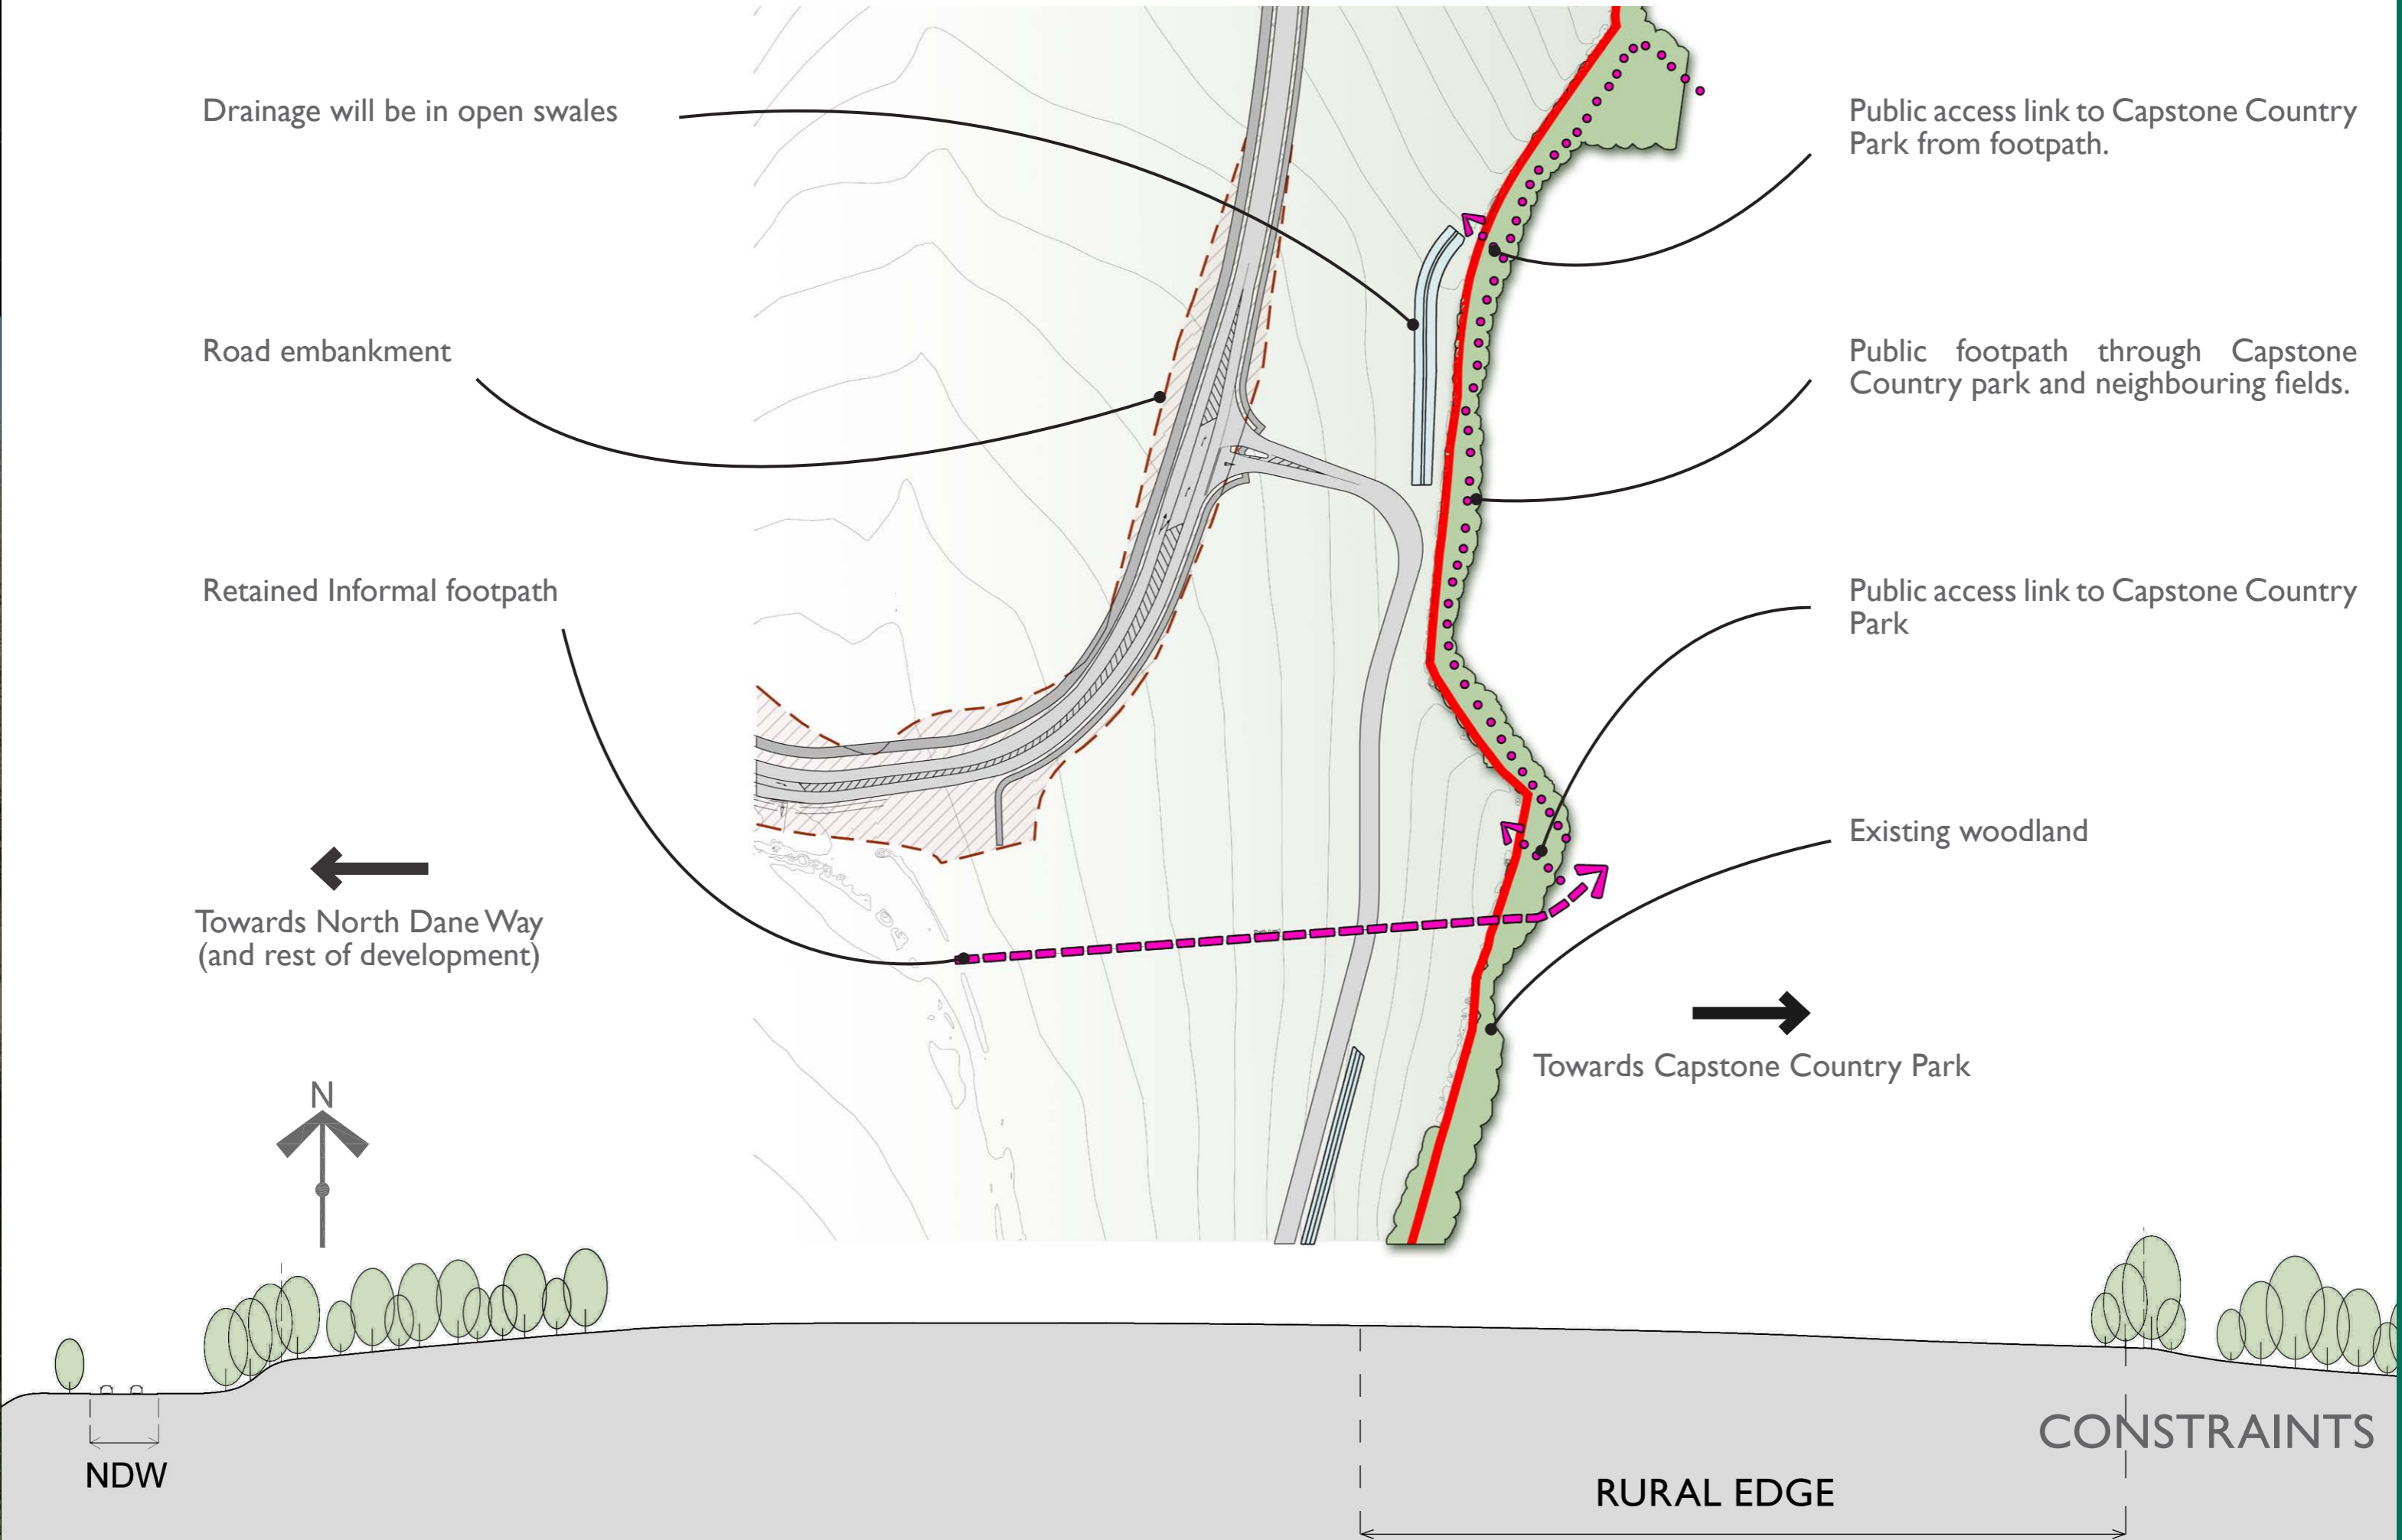 Drainage will be in open swales
Road embankment
Retained Informal footpath
Towards North Dane Way
(and rest of development)
N
Public access link to Capstone Country
Park from footpath.
Public footpath through Capstone
Country park and neighbouring fields.
Public access link to Capstone Country
Park
Existing woodland
Towards Capstone Country Park
CONSTRAINTS
NDW
RURAL EDGE